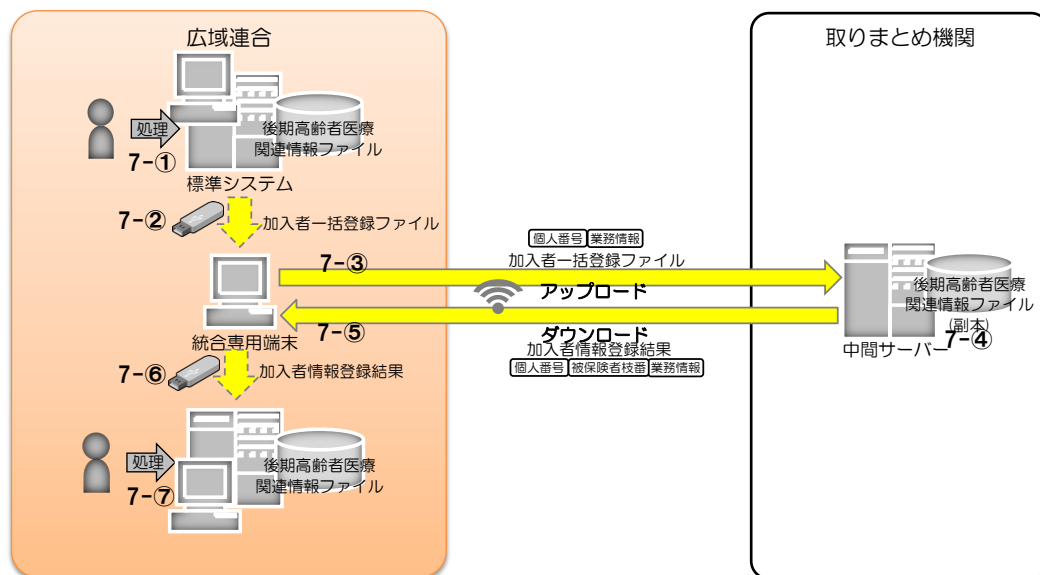 広域連合
取りまとめ機関
処理
7-①
後期高齢者医療
関連情報ファイル
標準システム
7-②
加入者一括登録ファイル
個人番号 業務情報
加入者一括登録ファイル
7-③
アップロード
後期高齢者医療
関連情報ファイル
(副本)
7-④
中間サーバー
統合専用端末
7-⑤
ダウンロード
加入者情報登録結果
個人番号 被保険者枝番 業務情報
7-⑥
加入者情報登録結果
処理
7-⑦
後期高齢者医療
関連情報ファイル